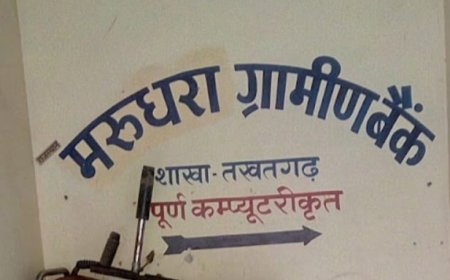 मरुधरा ग्रामीण बैंक
शाखा-तखतगढ़
पूर्ण कम्प्यूटरीकृत